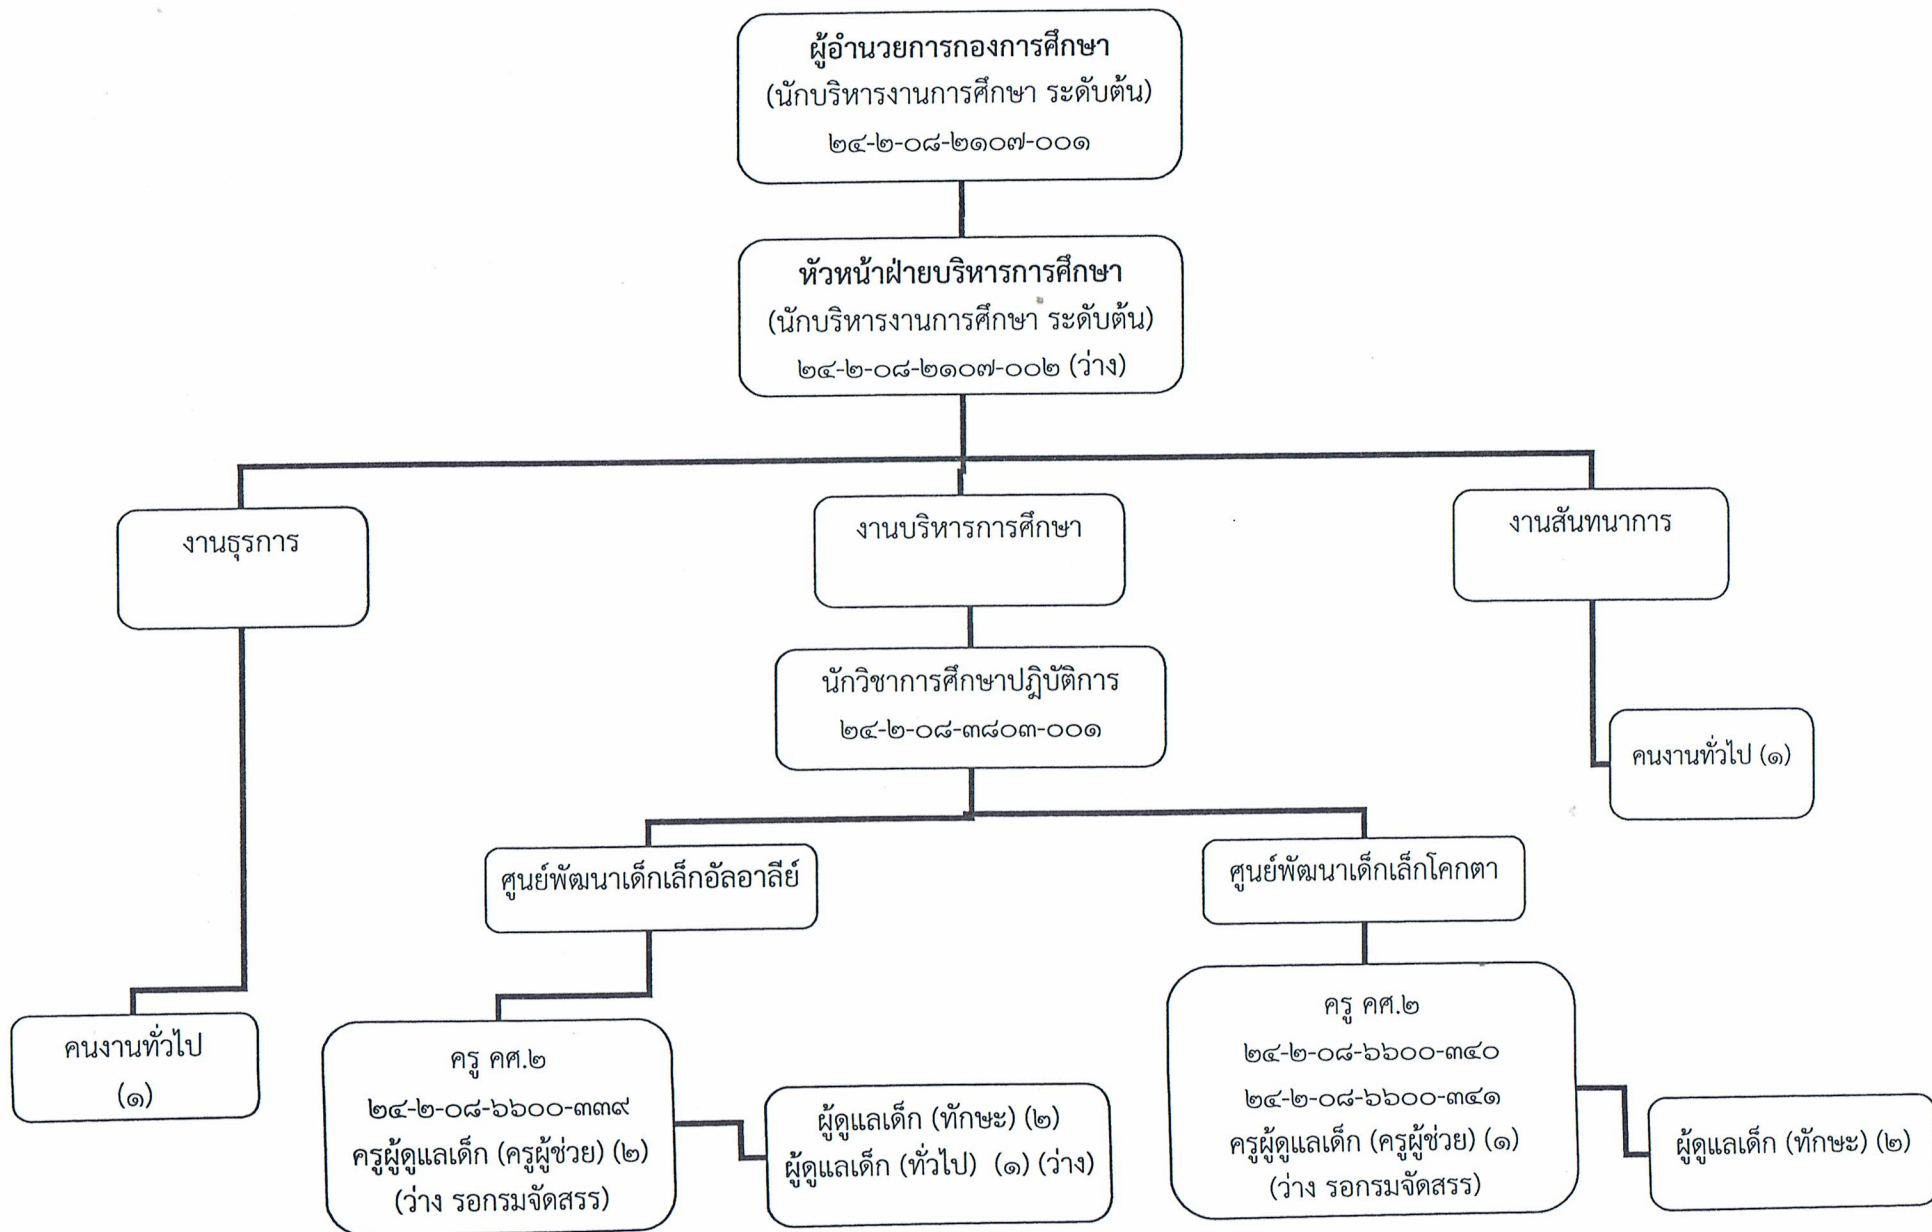 ผู้อำนวยการกองการศึกษา
(นักบริหารงานการศึกษา ระดับต้น)
๒๔-๒-๐๘-๒๑๐๗-๐๐๑
หัวหน้าฝ่ายบริหารการศึกษา
(นักบริหารงานการศึกษา ระดับต้น)
๒๔-๒-๐๘-๒๑๐๗-๐๐๒ (ว่าง)
งานธุรการ
งานบริหารการศึกษา
งานสันทนาการ
นักวิชาการศึกษาปฎิบัติการ
๒๔-๒-๐๘-๓๘๐๓-๐๐๑
คนงานทั่วไป (๑)
ศูนย์พัฒนาเด็กเล็กอัลอาลีย์
ศูนย์พัฒนาเด็กเล็กโคกตา
คนงานทั่วไป
(๑)
ครู คศ.๒
๒๔-๒-๐๘-๖๖๐๐-๓๓๙
ครูผู้ดูแลเด็ก (ครูผู้ช่วย) (๒)
(ว่าง รอกรมจัดสรร)
ผู้ดูแลเด็ก (ทักษะ) (๒)
ผู้ดูแลเด็ก (ทั่วไป) (๑) (ว่าง)
ครู คศ.๒
๒๔-๒-๐๘-๖๖๐๐-๓๔๐
๒๔-๒-๐๘-๖๖๐๐-๓๔๑
ครูผู้ดูแลเด็ก (ครูผู้ช่วย) (๑)
(ว่าง รอกรมจัดสรร)
ผู้ดูแลเด็ก (ทักษะ) (๒)